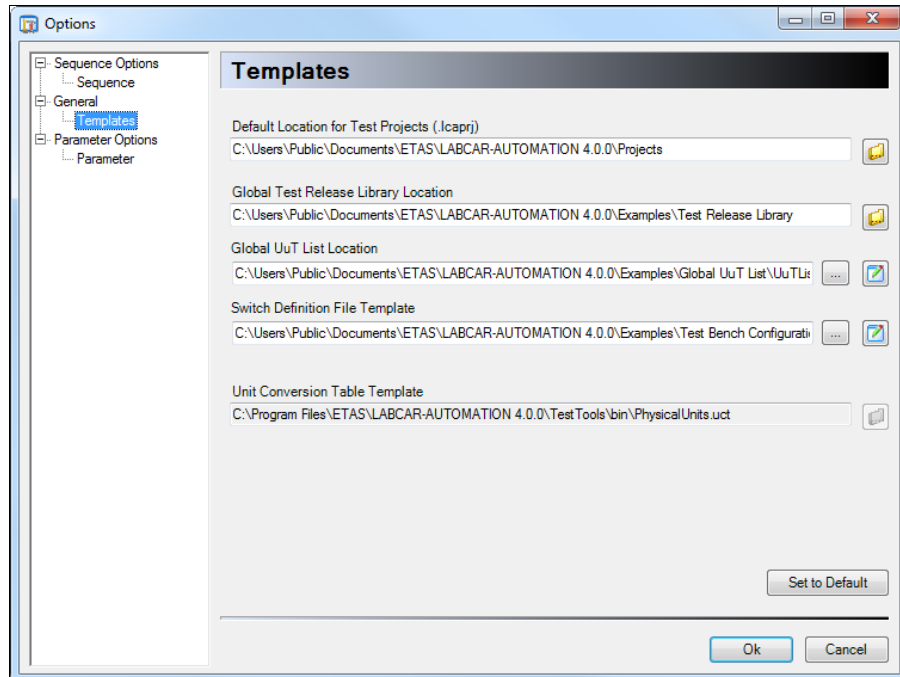 Options
Sequence Options
Sequence
General
Templates
Parameter Options
Parameter
Templates
Default Location for Test Projects (.lcaprj)
C:\Users\Public\Documents\ETAS\LABCAR-AUTOMATION 4.0.0\Projects
Global Test Release Library Location
C:\Users\Public\Documents\ETAS\LABCAR-AUTOMATION 4.0.0\Examples\Test Release Library
Global UuT List Location
C:\Users\Public\Documents\ETAS\LABCAR-AUTOMATION 4.0.0\Examples\Global UuT List\UuTLis
...
Switch Definition File Template
C:\Users\Public\Documents\ETAS\LABCAR-AUTOMATION 4.0.0\Examples\Test Bench Configurati
...
Unit Conversion Table Template
C:\Program Files\ETAS\LABCAR-AUTOMATION 4.0.0\TestTools\bin\PhysicalUnits.uct
Set to Default
Ok
Cancel